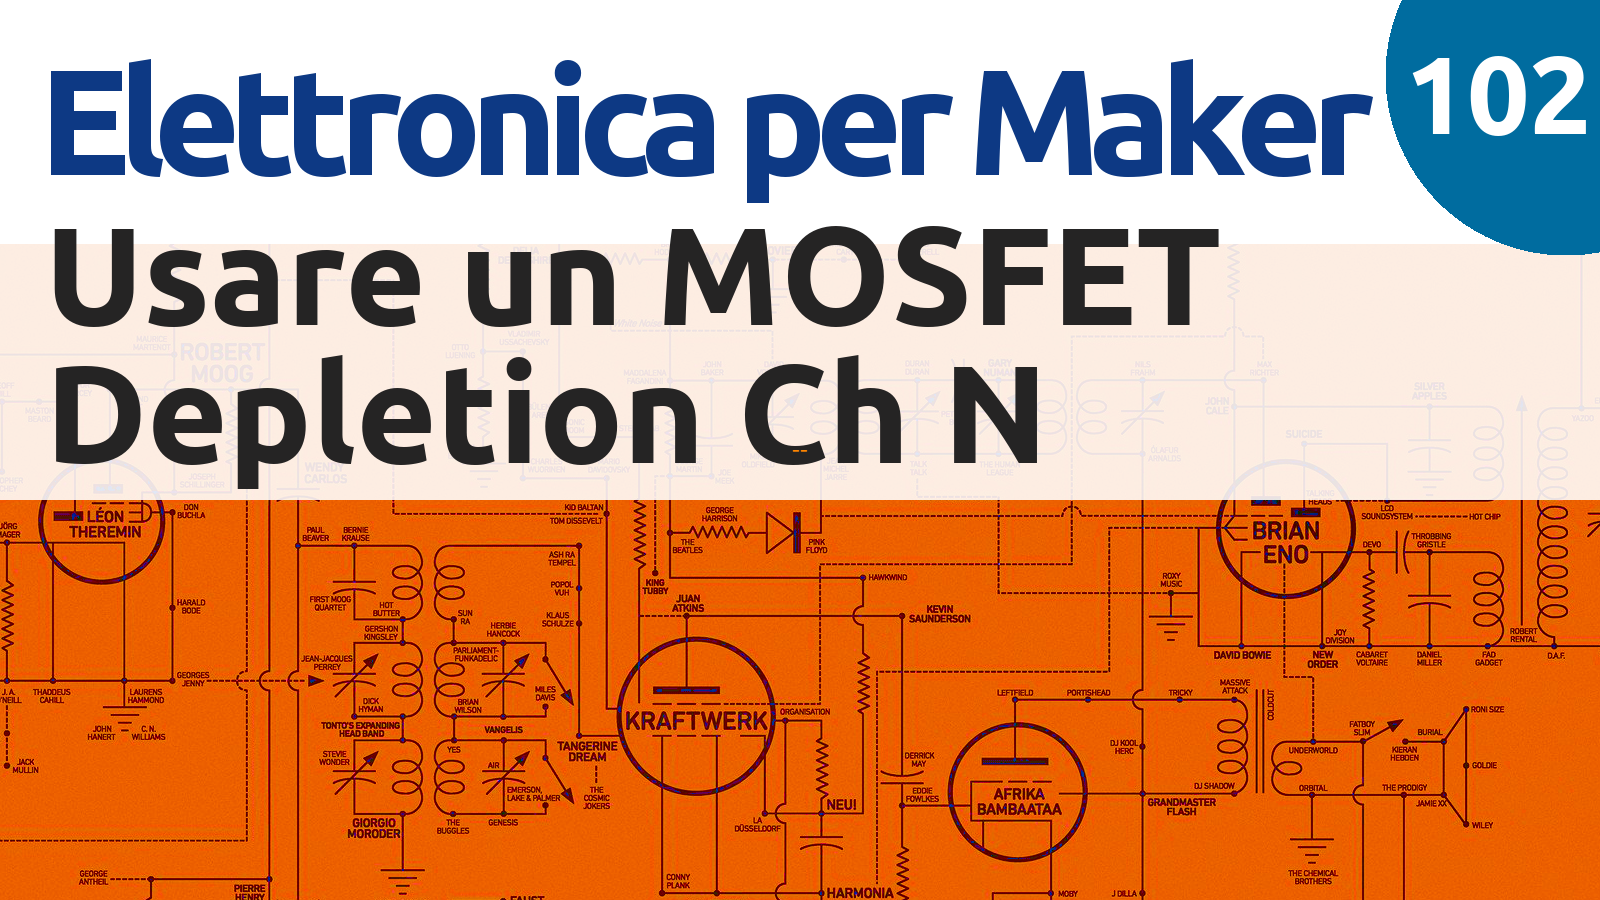 Elettronica per Maker
102
Usare un MOSFET
Depletion Ch N
ROBERT
MOOG
WENDY
CARLOS
JOHN
CALE
SILVER
APPLES
SUICIDE
MAX
RICHTER
LÉON
THEREMIN
DON
BUCHLA
HARALD
BODE
GEORGES
JENNY
THADDEUS
CAHILL
LAURENS
HAMMOND
JOHN
HANERT
C. N.
WILLIAMS
JACK
MULLIN
GEORGE
ANTHEIL
PIERRE
HENRY
PAUL
BEAVER
BERNIE
KRAUSE
FIRST MOOG
QUARTET
HOT
BUTTER
GERSHON
KINGSLEY
JEAN-JACQUES
PERREY
DICK
HYMAN
TONTO'S EXPANDING
HEAD BAND
STEVIE
WONDER
GIORGIO
MORODER
SUN
RA
HERBIE
HANCOCK
PARLIAMENT-
FUNKADELIC
BRIAN
WILSON
MILES
DAVIS
VANGELIS
YES
AIR
EMERSON,
LAKE & PALMER
THE
BUGGLES
GENESIS
KID BALTAN
TOM DISSEVELT
ASH RA
TEMPEL
POPOL
VUH
KLAUS
SCHULZE
TANGERINE
DREAM
THE
COSMIC
JOKERS
FAUST
GEORGE
HARRISON
THE
BEATLES
PINK
FLOYD
KING
TUBBY
HAWKWIND
JUAN
ATKINS
KEVIN
SAUNDERSON
KRAFTWERK
ORGANISATION
NEU!
LA
DÜSSELDORF
CONNY
PLANK
HARMONIA
DERRICK
MAY
EDDIE
FOWLKES
LEFTFIELD
PORTISHEAD
TRICKY
MASSIVE
ATTACK
COLDCUT
AFRIKA
BAMBAATAA
DJ KOOL
HERC
DJ SHADOW
GRANDMASTER
FLASH
MOBY
J DILLA
BRIAN
ENO
TALKING
HEADS
LCD
SOUNDSYSTEM
HOT CHIP
ROXY
MUSIC
DEVO
THROBBING
GRISTLE
DAVID BOWIE
NEW
ORDER
JOY
DIVISION
CABARET
VOLTAIRE
DANIEL
MILLER
FAD
GADGET
ROBERT
RENTAL
D.A.F.
UNDERWORLD
FATBOY
SLIM
KIERAN
HEBDEN
BURIAL
RONI SIZE
GOLDIE
ORBITAL
THE PRODIGY
JAMIE XX
WILEY
THE CHEMICAL
BROTHERS